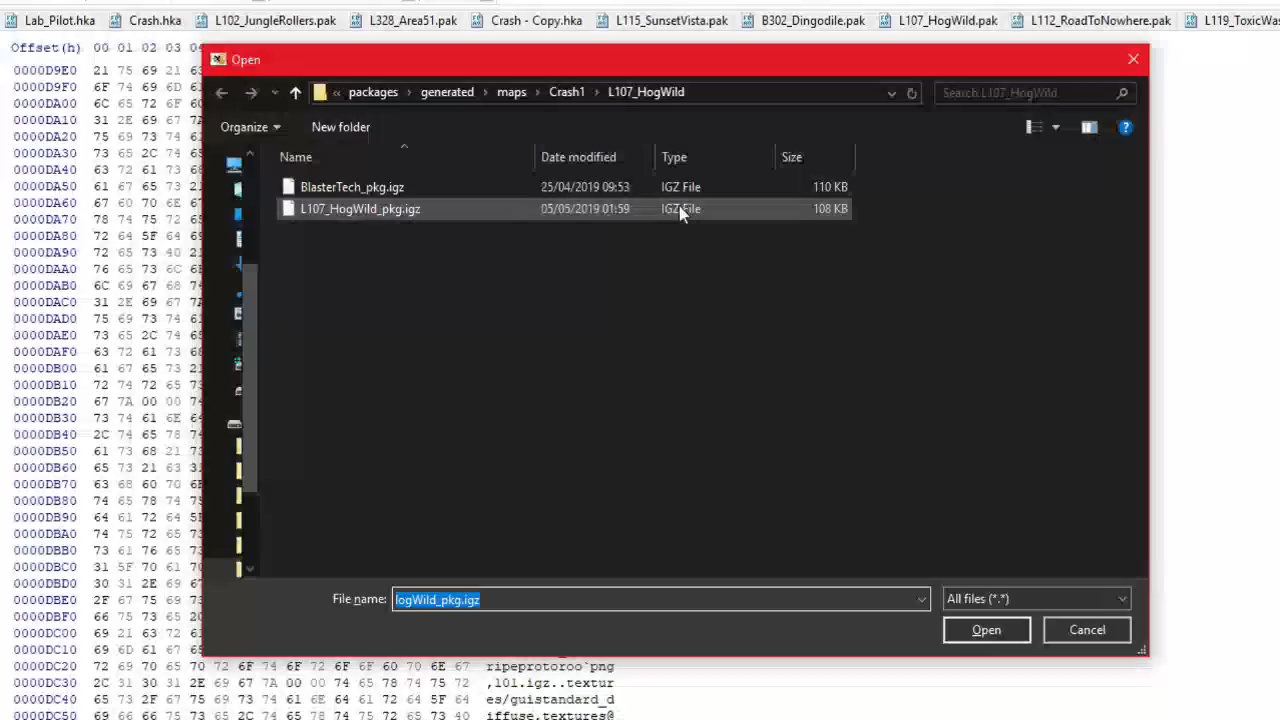 Lab_Pilot.hka Crash.hka L102_JungleRollers.pak L328_Area51.pak Crash - Copy.hka L115_SunsetVista.pak B302_Dingodile.pak L107_HogWild.pak L112_RoadToNowhere.pak L119_ToxicWas
Offset(h) 00 01 02 03
Open
« packages › generated › maps › Crash1 › L107_HogWild
Search L107_HogWild
Organize New folder
Name Date modified Type Size
BlasterTech_pkg.igz 25/04/2019 09:53 IGZ File 110 KB
L107_HogWild_pkg.igz 05/05/2019 01:59 IGZ File 108 KB
File name: logWild_pkg.igz All files (*.*)
Open Cancel
0000D9E0 21 75 69 21
0000D9F0 6F 74 69 6D
0000DA00 6C 65 72 6F
0000DA10 31 2E 69 67
0000DA20 75 69 73 74
0000DA30 73 65 2C 74
0000DA40 63 72 61 73
0000DA50 61 67 65 73
0000DA60 67 60 70 6E
0000DA70 78 74 75 72
0000DA80 72 64 5F 64
0000DA90 72 65 73 40
0000DAA0 76 65 73 6C
0000DAB0 6C 69 67 68
0000DAC0 31 2E 69 67
0000DAD0 75 69 73 74
0000DAE0 73 65 2C 74
0000DAF0 63 72 61 73
0000DB00 61 67 65 73
0000DB10 72 74 72 65
0000DB20 67 7A 00 00
0000DB30 73 74 61 6E
0000DB40 2C 74 65 78
0000DB50 61 73 68 21
0000DB60 65 73 21 63
0000DB70 63 68 60 70
0000DB80 74 65 78 74
0000DB90 64 61 72 64
0000DBA0 74 75 72 65
0000DBB0 73 61 76 65
0000DBC0 31 5F 70 61
0000DBD0 30 31 2E 69
0000DBE0 2F 67 75 69
0000DBF0 66 75 73 65
0000DC00 69 21 63 72
0000DC10 69 6D 61 67
0000DC20 72 69 70 65 70 72 6F 74 6F 72 6F 6F 60 70 6E 67 ripeprotoroo`png
0000DC30 2C 31 30 31 2E 69 67 7A 00 00 74 65 78 74 75 72 ,101.igz..textur
0000DC40 65 73 2F 67 75 69 73 74 61 6E 64 61 72 64 5F 64 es/guistandard_d
0000DC50 69 66 66 75 73 65 2C 74 65 78 74 75 72 65 73 40 iffuse,textures@